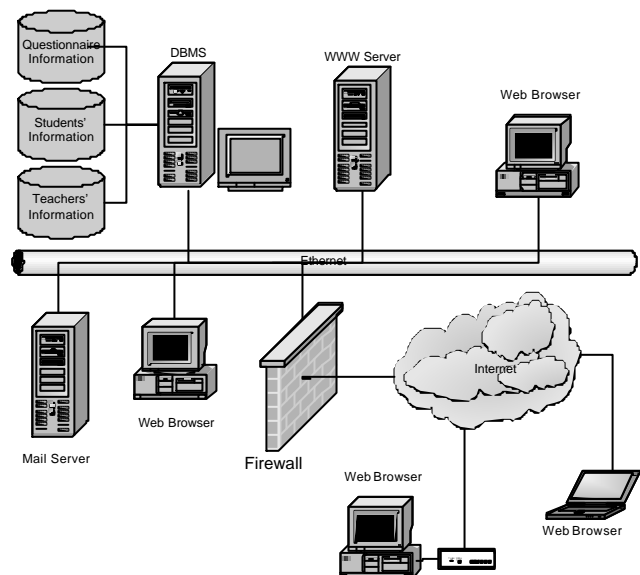 Questionnaire
Information
DBMS
WWW Server
Web Browser
Students'
Information
Teachers'
Information
Ethernet
Internet
Web Browser
Mail Server
Firewall
Web Browser
Web Browser